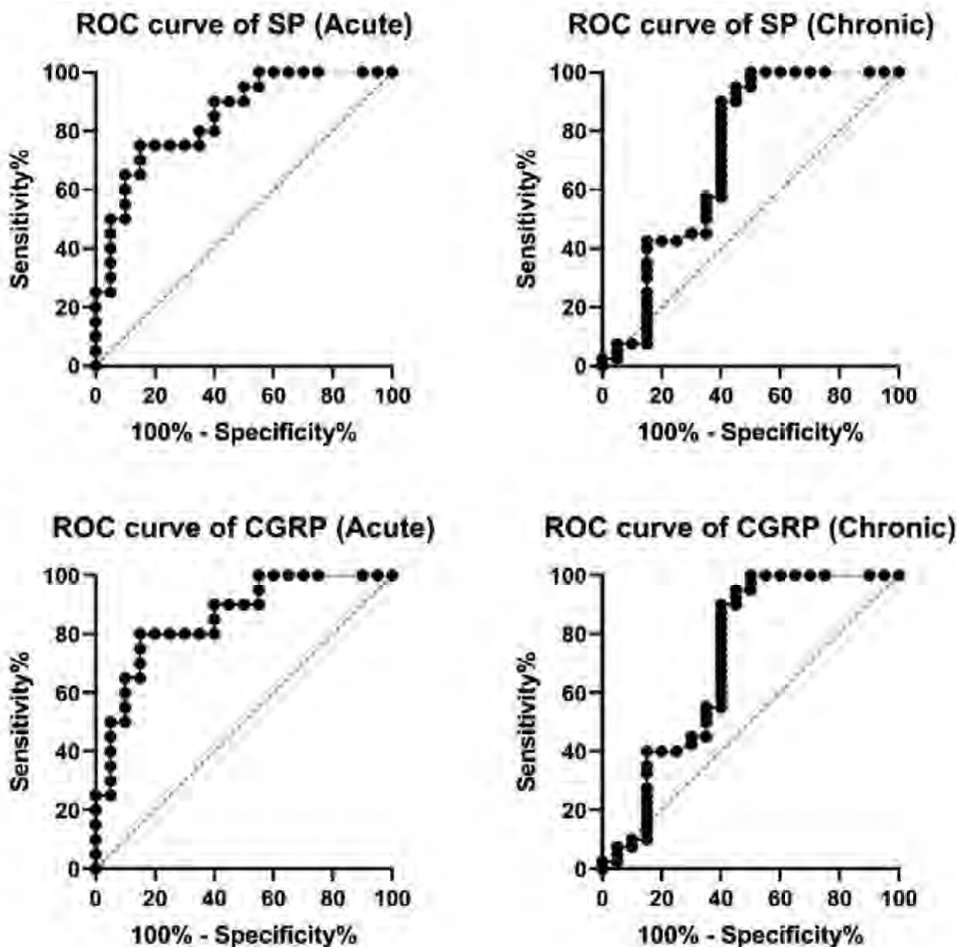 ROC curve of SP (Acute)
100
80
60
40
20
0
Sensitivity%
0 20 40 60 80 100
100% - Specificity%
ROC curve of SP (Chronic)
100
80
60
40
20
0
Sensitivity%
0 20 40 60 80 100
100% - Specificity%
ROC curve of CGRP (Acute)
100
80
60
40
20
0
Sensitivity%
0 20 40 60 80 100
100% - Specificity%
ROC curve of CGRP (Chronic)
100
80
60
40
20
0
Sensitivity%
0 20 40 60 80 100
100% - Specificity%